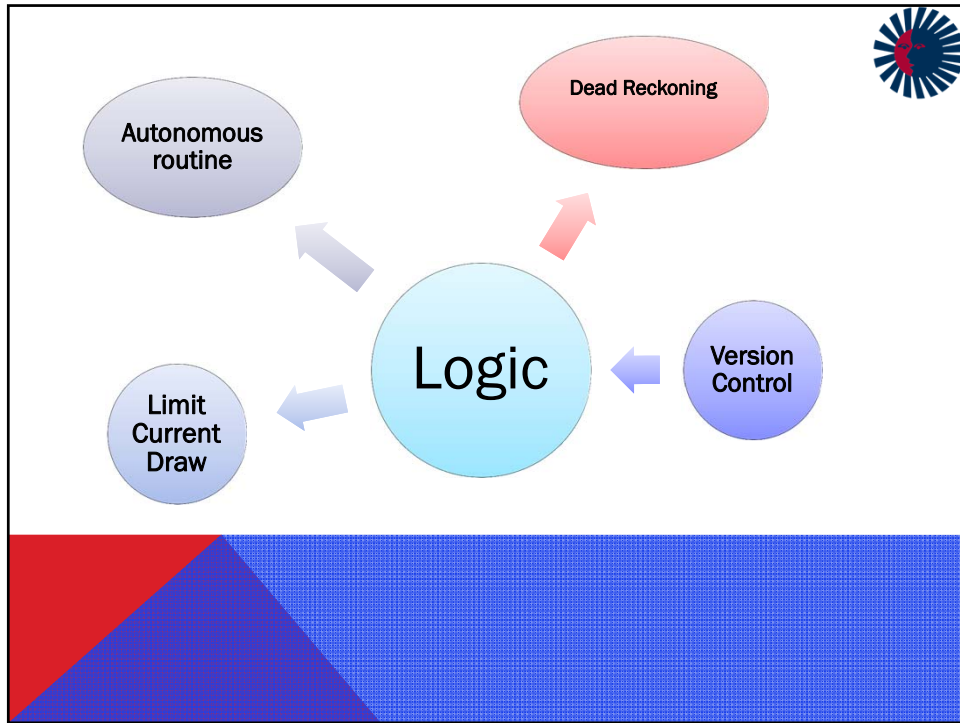 Dead Reckoning
Autonomous
routine
Logic
Version
Control
Limit
Current
Draw